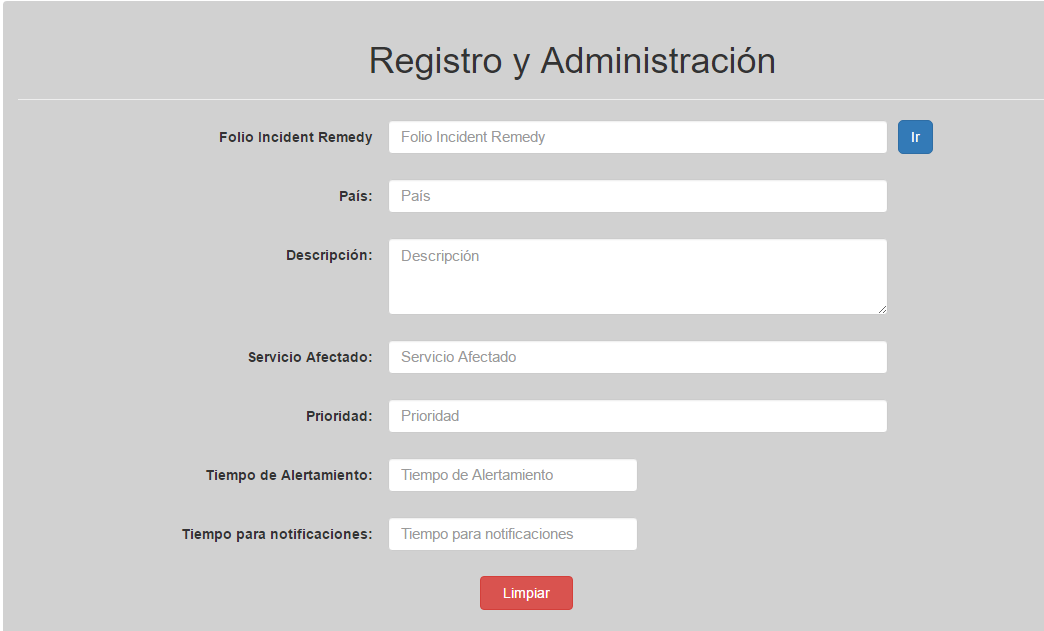 Registro y Administración
Folio Incident Remedy Folio Incident Remedy Ir
País: País
Descripción: Descripción
Servicio Afectado: Servicio Afectado
Prioridad: Prioridad
Tiempo de Alertamiento: Tiempo de Alertamiento
Tiempo para notificaciones: Tiempo para notificaciones
Limpiar